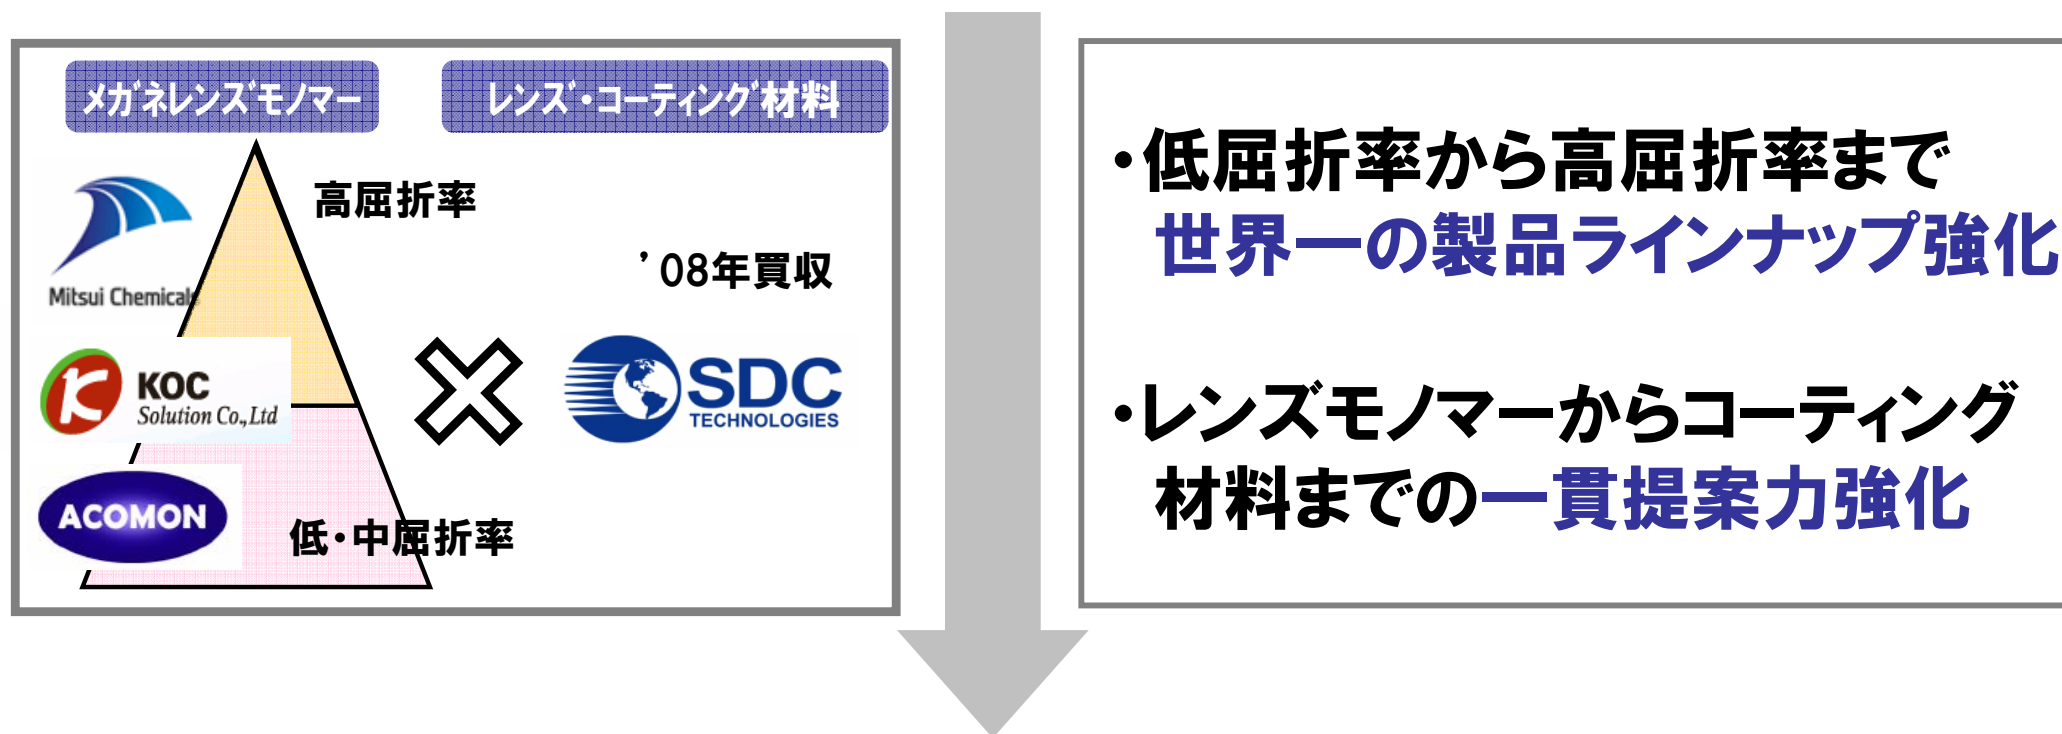 メガネレンズモノマー
レンズ・コーティング材料
高屈折率
Mitsui Chemicals
’08年買収
KOC
Solution Co.,Ltd
SDC
TECHNOLOGIES
ACOMON
低・中屈折率
・低屈折率から高屈折率まで
世界一の製品ラインナップ強化
・レンズモノマーからコーティング
材料までの一貫提案力強化